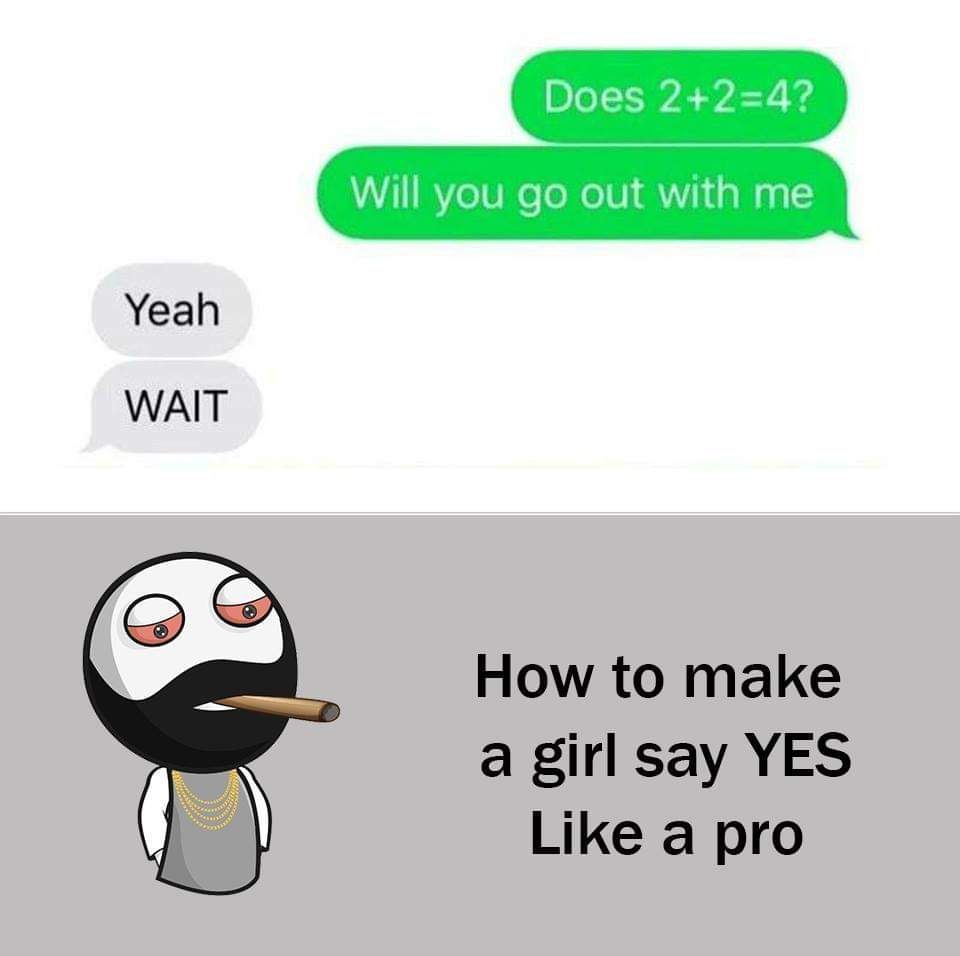 Does 2+2=4?
Will you go out with me
Yeah
WAIT
How to make
a girl say YES
Like a pro